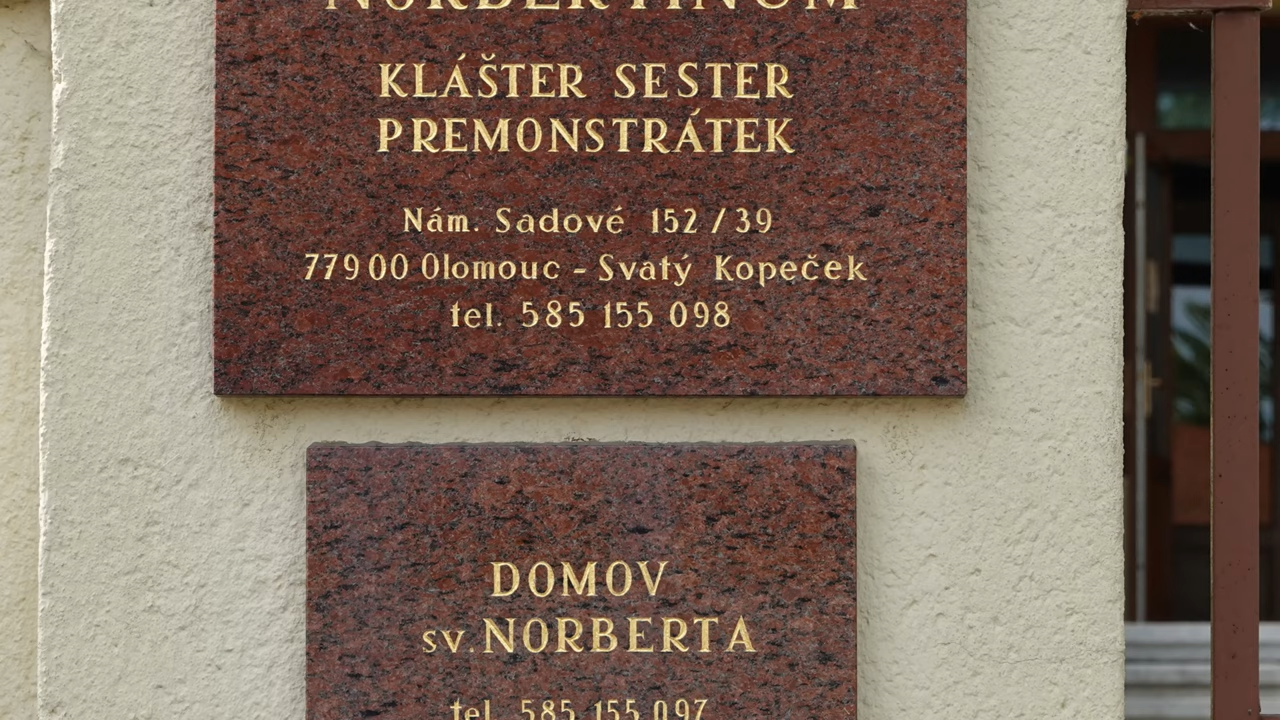 NORBERTINUM
KLÁŠTER SESTER
PREMONSTRÁTEK
Nám. Sadové 152 / 39
779 00 Olomouc - Svatý Kopeček
tel. 585 155 098
DOMOV
sv. NORBERTA
tel. 585 155 097